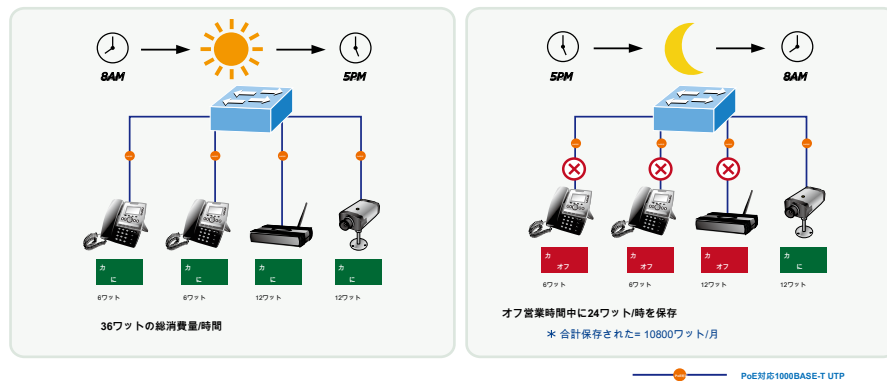 8AM
5PM
5PM
8AM
カ
に
カ
に
カ
に
カ
に
カ
オフ
カ
オフ
カ
オフ
カ
に
6ワット
6ワット
12ワット
12ワット
6ワット
6ワット
12ワット
12ワット
36ワットの総消費量/時間
オフ営業時間中に24ワット/時を保存
* 合計保存された= 10800ワット/月
PoE対応1000BASE-T UTP